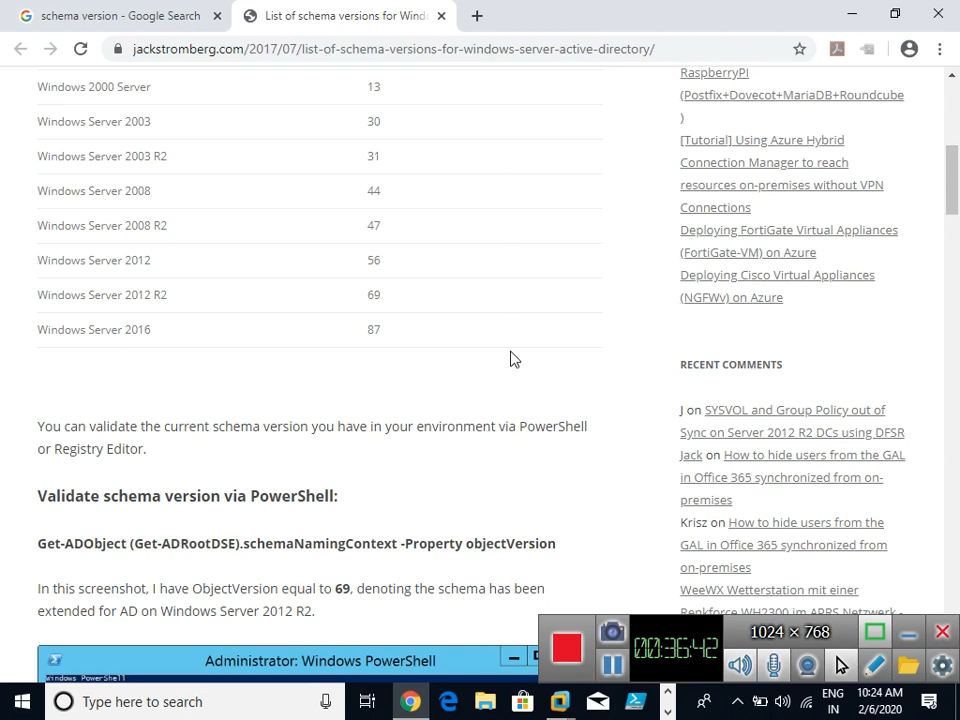 schema version - Google Search
List of schema versions for Wind
jackstromberg.com/2017/07/list-of-schema-versions-for-windows-server-active-directory/
Windows 2000 Server 13
Windows Server 2003 30
Windows Server 2003 R2 31
Windows Server 2008 44
Windows Server 2008 R2 47
Windows Server 2012 56
Windows Server 2012 R2 69
Windows Server 2016 87
You can validate the current schema version you have in your environment via PowerShell
or Registry Editor.
Validate schema version via PowerShell:
Get-ADObject (Get-ADRootDSE).schemaNamingContext -Property objectVersion
In this screenshot, I have ObjectVersion equal to 69, denoting the schema has been
extended for AD on Windows Server 2012 R2.
Administrator: Windows PowerShell
Windows PowerShell
RaspberryPI
(Postfix+Dovecot+MariaDB+Roundcube
)
[Tutorial] Using Azure Hybrid
Connection Manager to reach
resources on-premises without VPN
Connections
Deploying FortiGate Virtual Appliances
(FortiGate-VM) on Azure
Deploying Cisco Virtual Appliances
(NGFWv) on Azure
RECENT COMMENTS
J on SYSVOL and Group Policy out of
Sync on Server 2012 R2 DCs using DFSR
Jack on How to hide users from the GAL
in Office 365 synchronized from on-
premises
Krisz on How to hide users from the
GAL in Office 365 synchronized from
on-premises
WeeWX Wetterstation mit einer
Renkforce WH2300 im APRS Netzwerk -
00:36:42
1024 × 768
Type here to search
ENG
IN
10:24 AM
2/6/2020